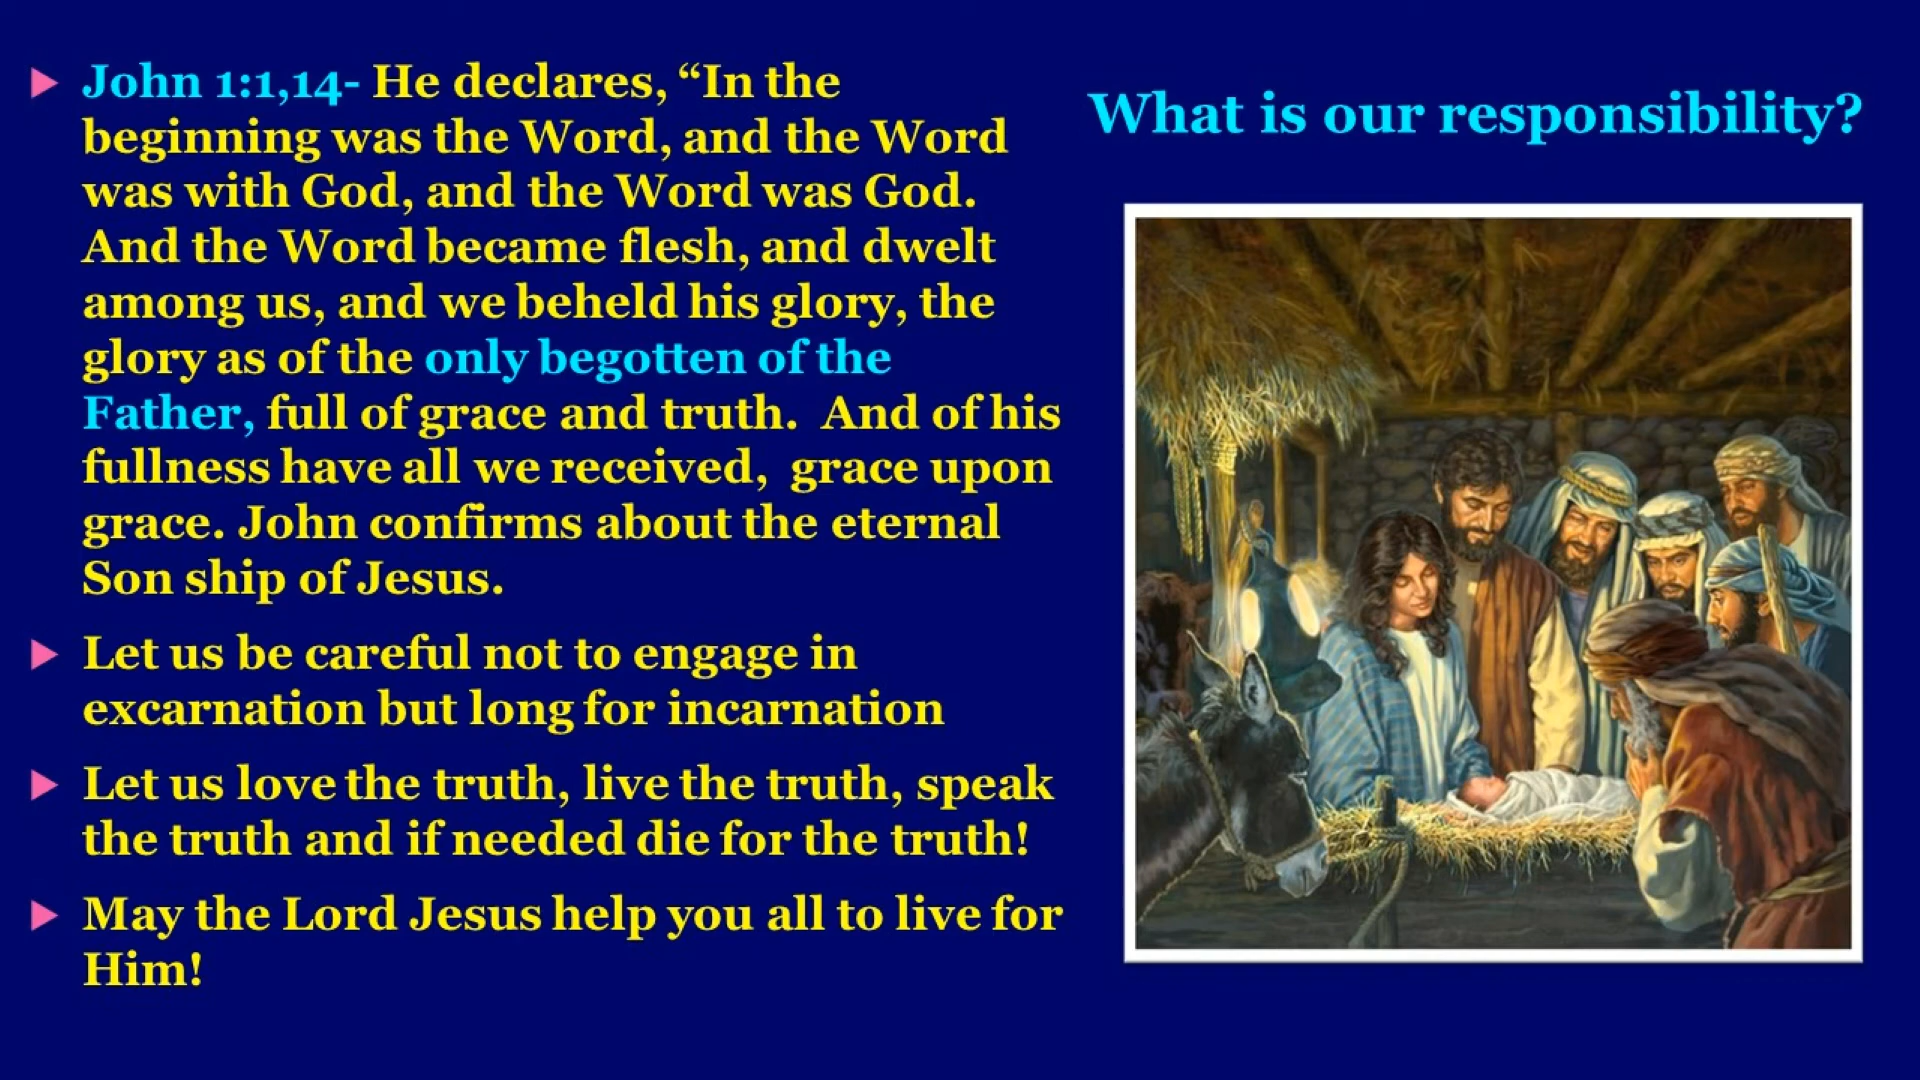 What is our responsibility?
John 1:1,14- He declares, “In the
beginning was the Word, and the Word
was with God, and the Word was God.
And the Word became flesh, and dwelt
among us, and we beheld his glory, the
glory as of the only begotten of the
Father, full of grace and truth.  And of his
fullness have all we received,  grace upon
grace. John confirms about the eternal
Son ship of Jesus.
Let us be careful not to engage in
excarnation but long for incarnation
Let us love the truth, live the truth, speak
the truth and if needed die for the truth!
May the Lord Jesus help you all to live for
Him!